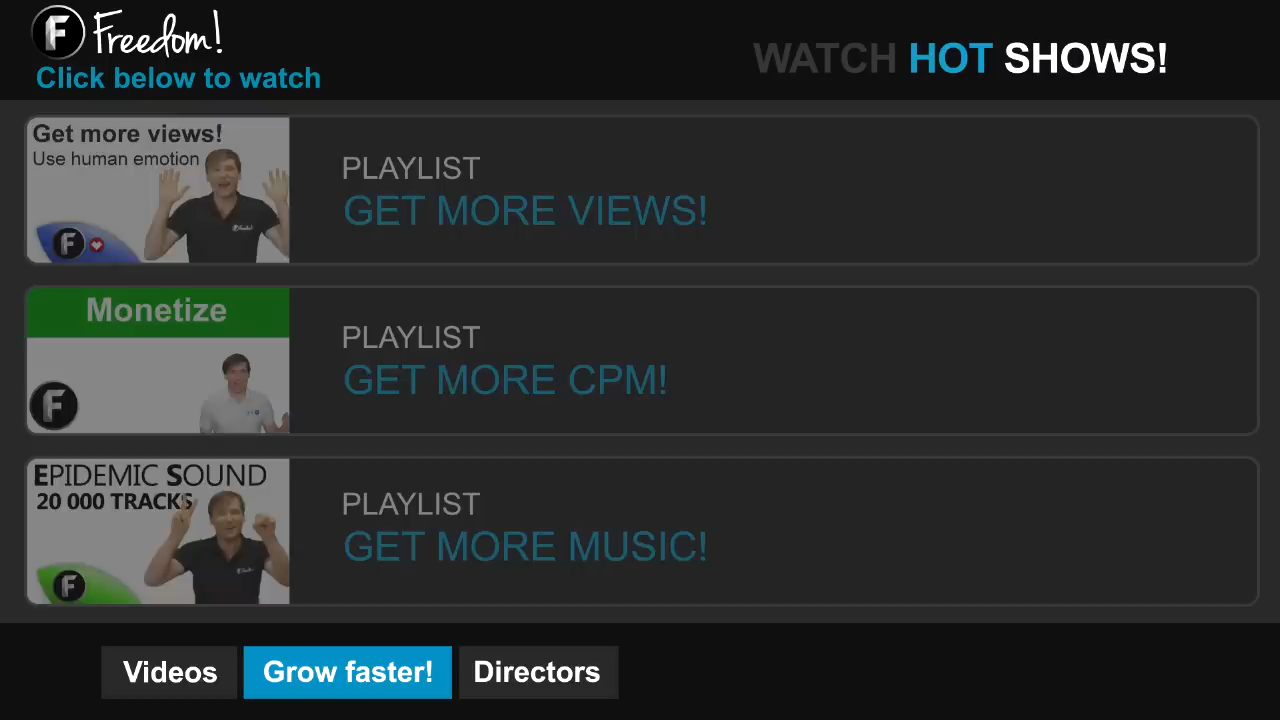 F Freedom!
Click below to watch
WATCH HOT SHOWS!
Get more views!
Use human emotion
F
PLAYLIST
GET MORE VIEWS!
Monetize
F
PLAYLIST
GET MORE CPM!
EPIDEMIC SOUND
20 000 TRACKS
F
PLAYLIST
GET MORE MUSIC!
Videos
Grow faster!
Directors